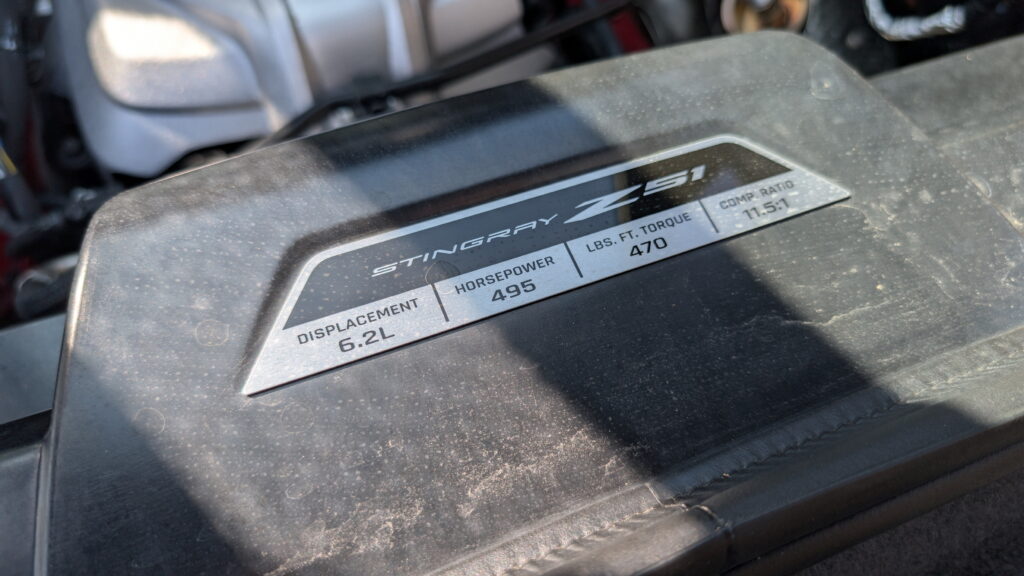 STINGRAY Z51
DISPLACEMENT
6.2L
HORSEPOWER
495
LBS. FT. TORQUE
470
COMP. RATIO
11.5:1